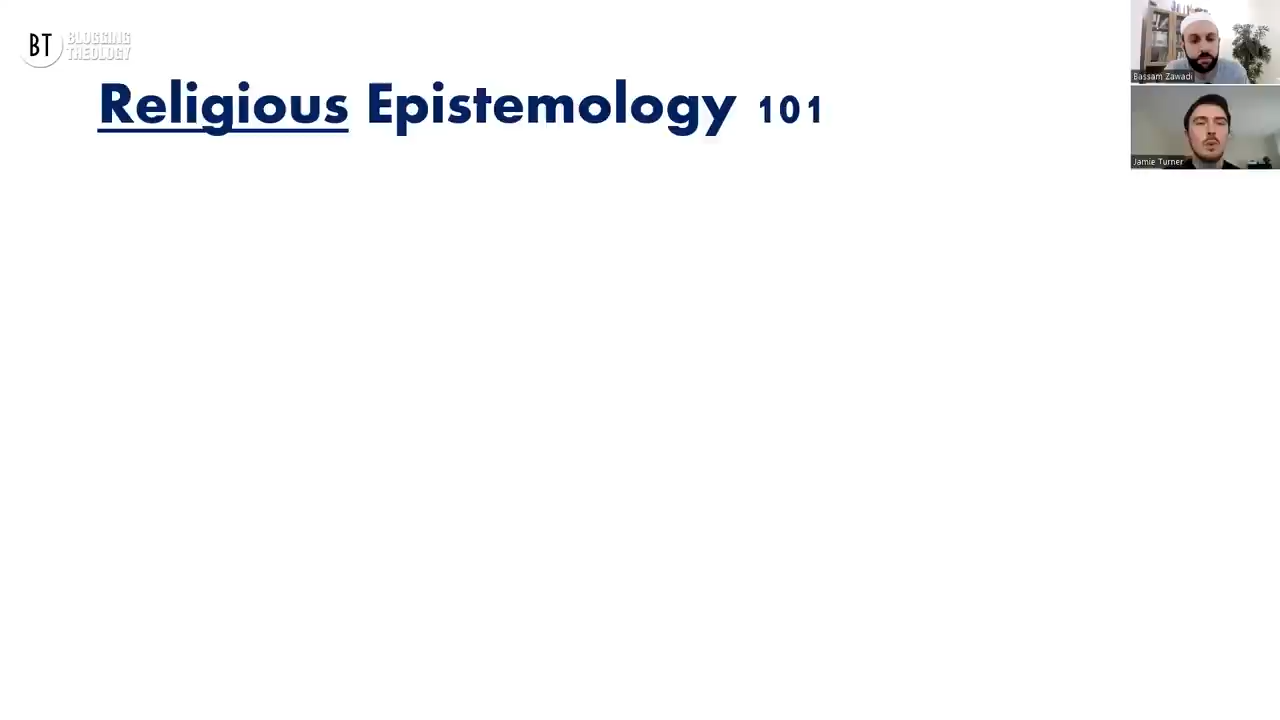 BT BLOGGING
THEOLOGY
Religious Epistemology 101
Bassam Zawadi
Jamie Turner